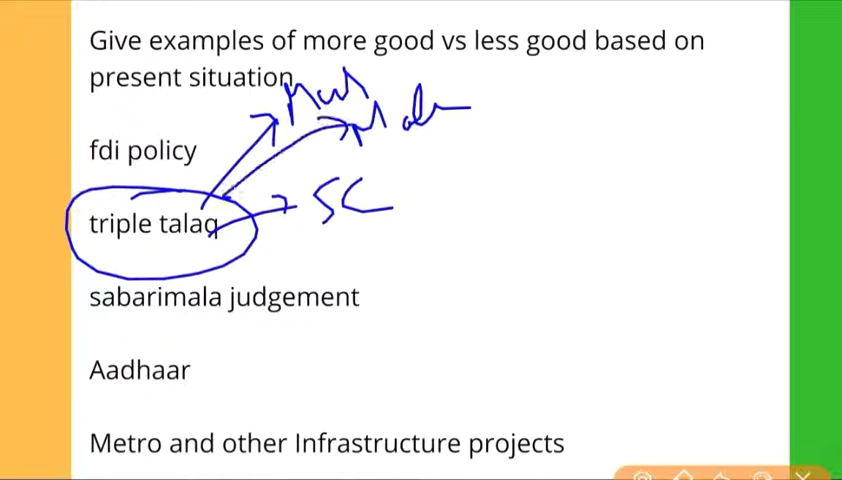 Give examples of more good vs less good based on
present situation
fdi policy
triple talaq
SC
sabarimala judgement
Aadhaar
Metro and other Infrastructure projects